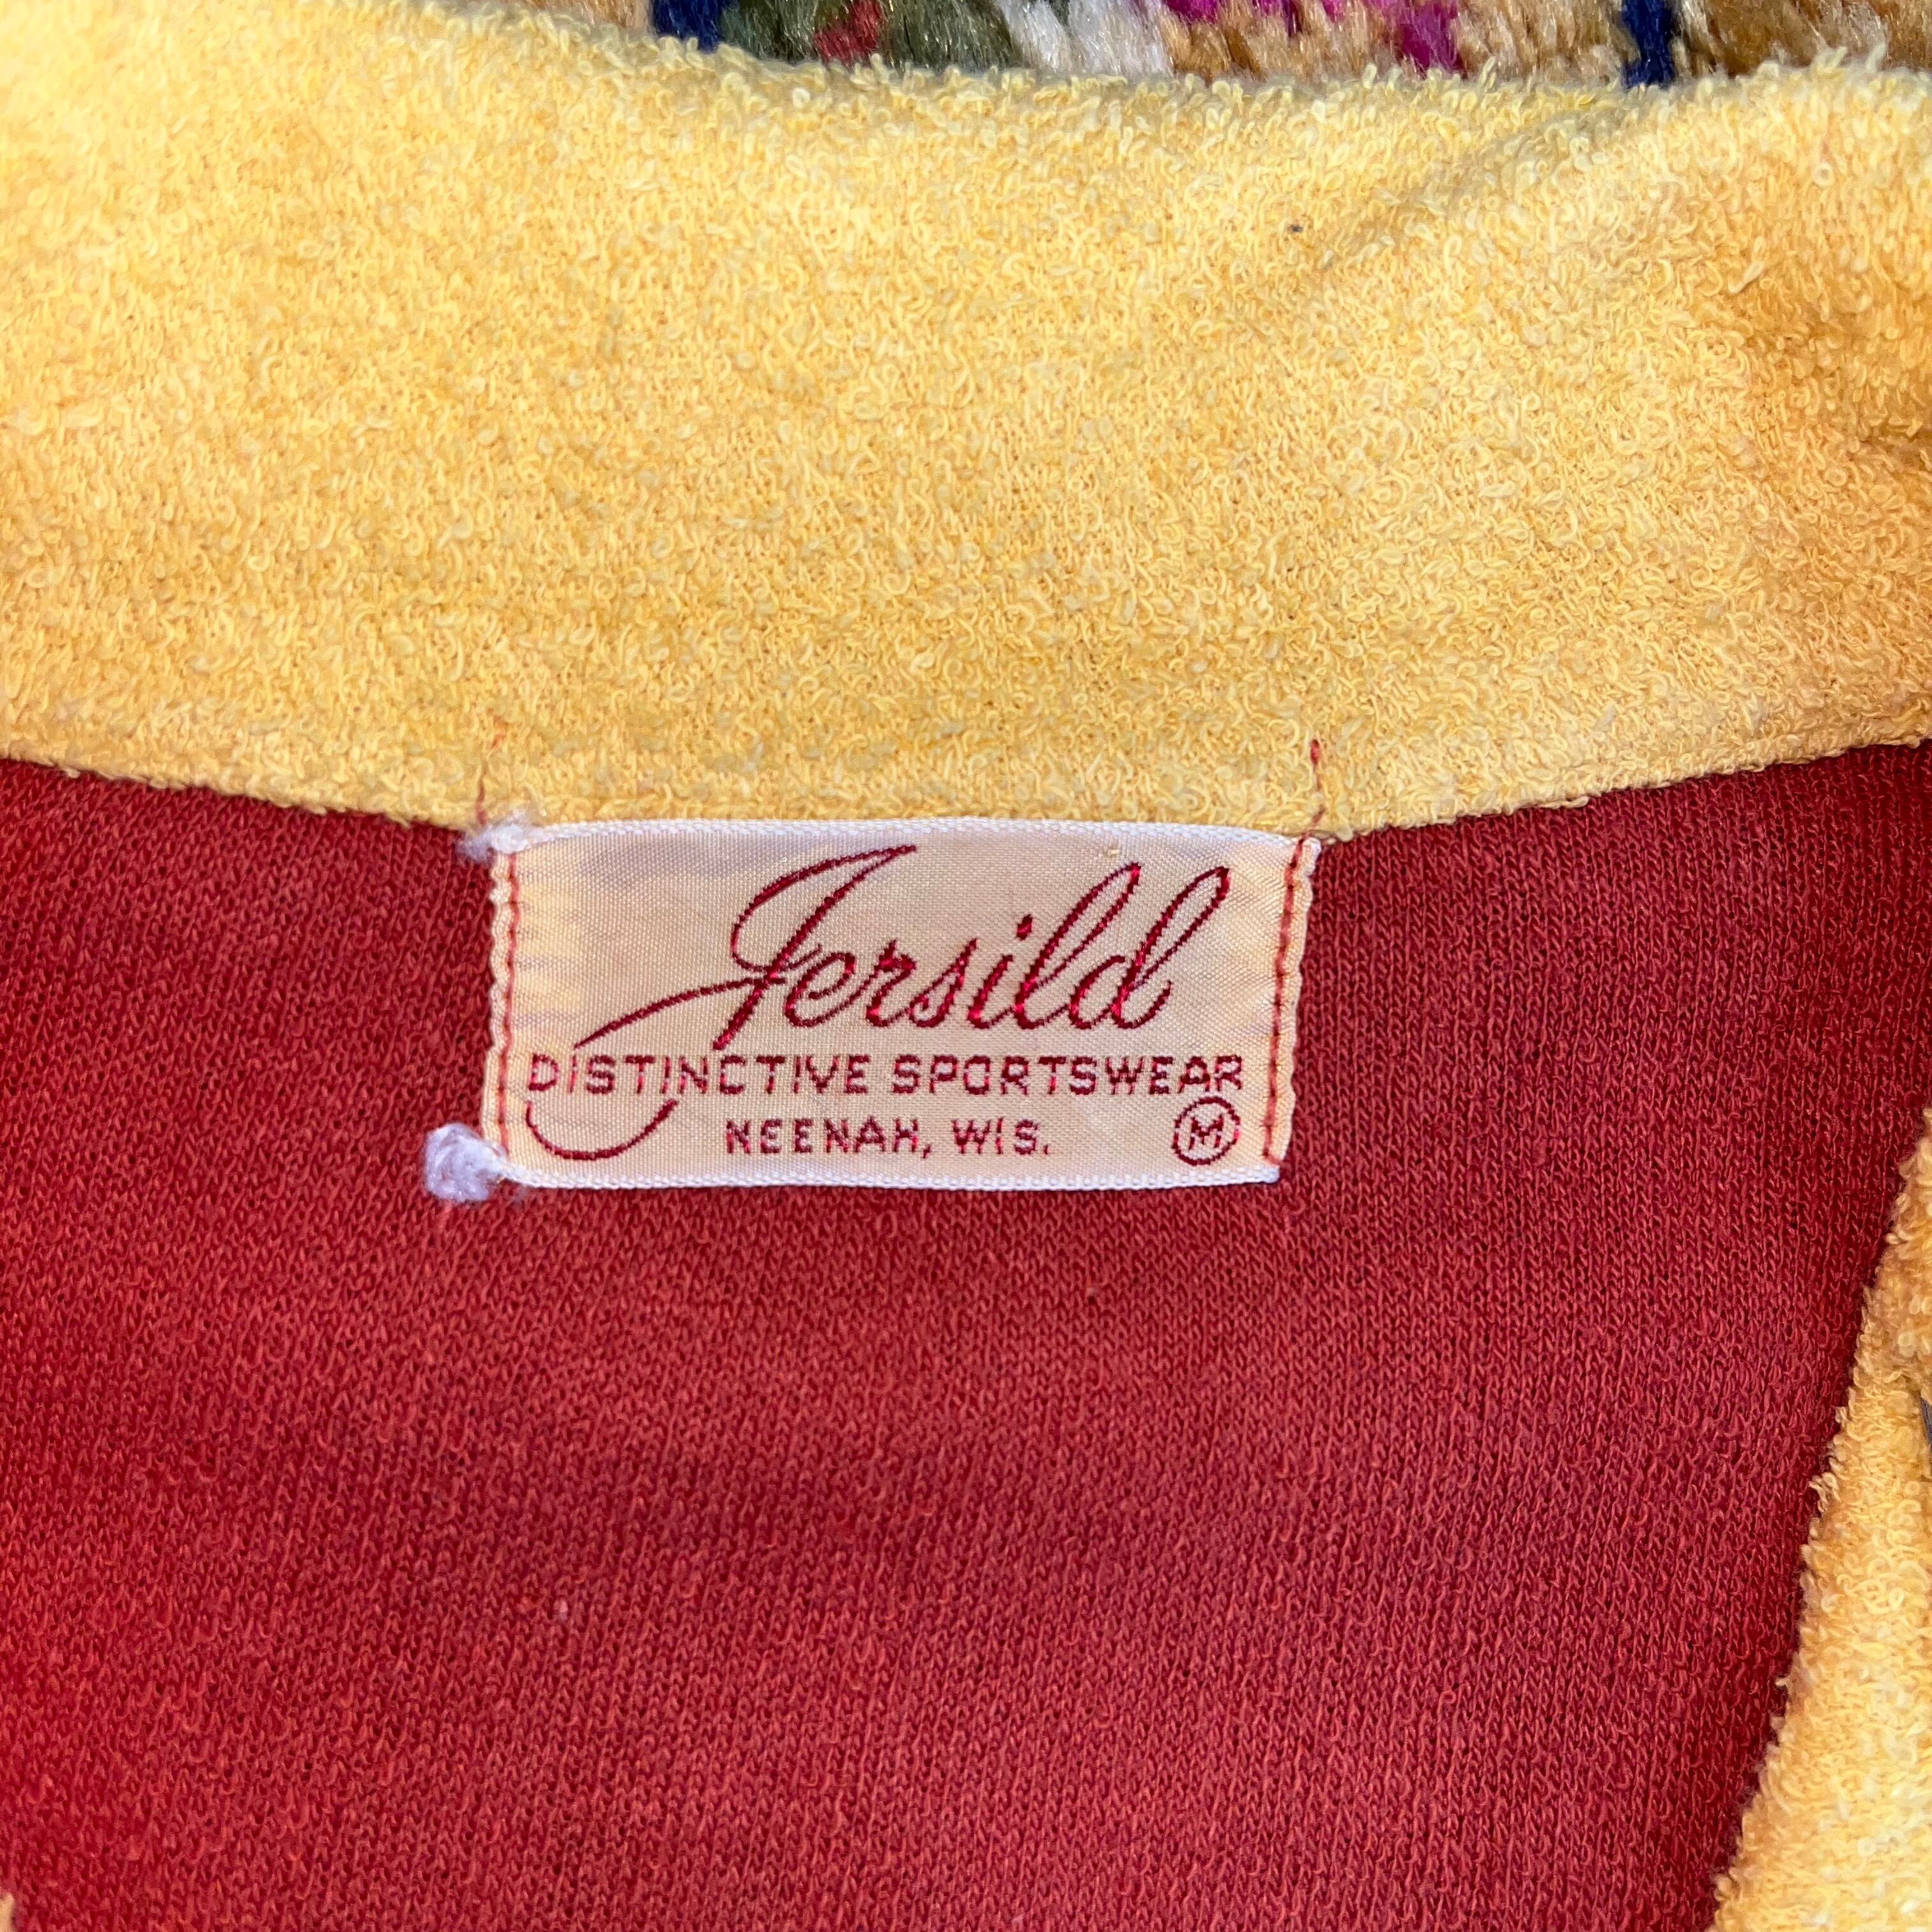 Jersild
DISTINCTIVE SPORTSWEAR
NEENAH, WIS. M